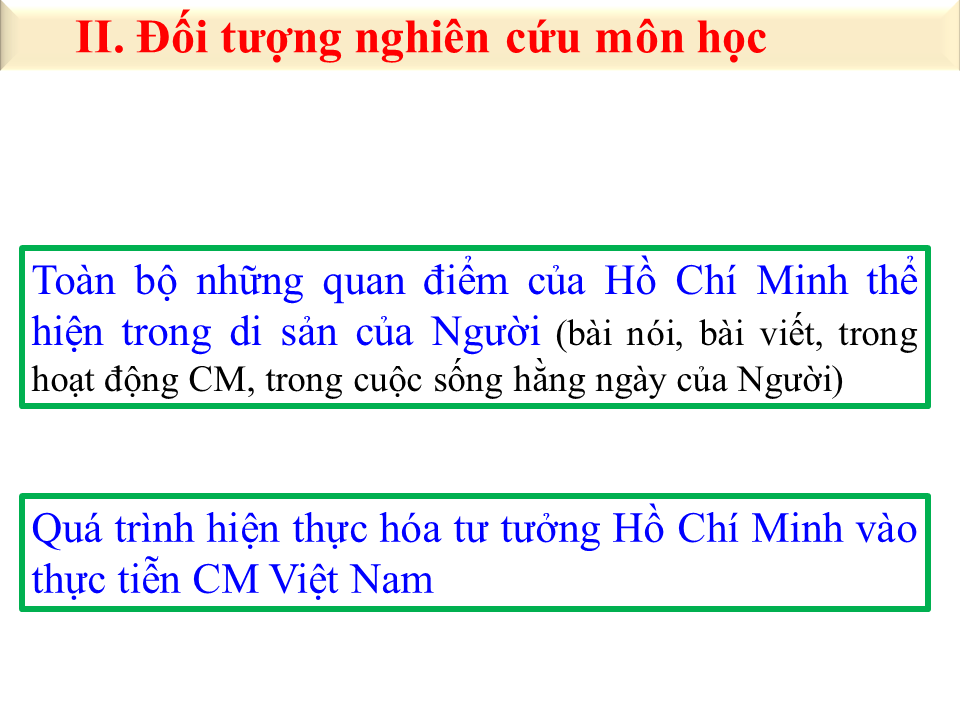 II. Đối tượng nghiên cứu môn học
Toàn bộ những quan điểm của Hồ Chí Minh thể
hiện trong di sản của Người (bài nói, bài viết, trong
hoạt động CM, trong cuộc sống hằng ngày của Người)
Quá trình hiện thực hóa tư tưởng Hồ Chí Minh vào
thực tiễn CM Việt Nam